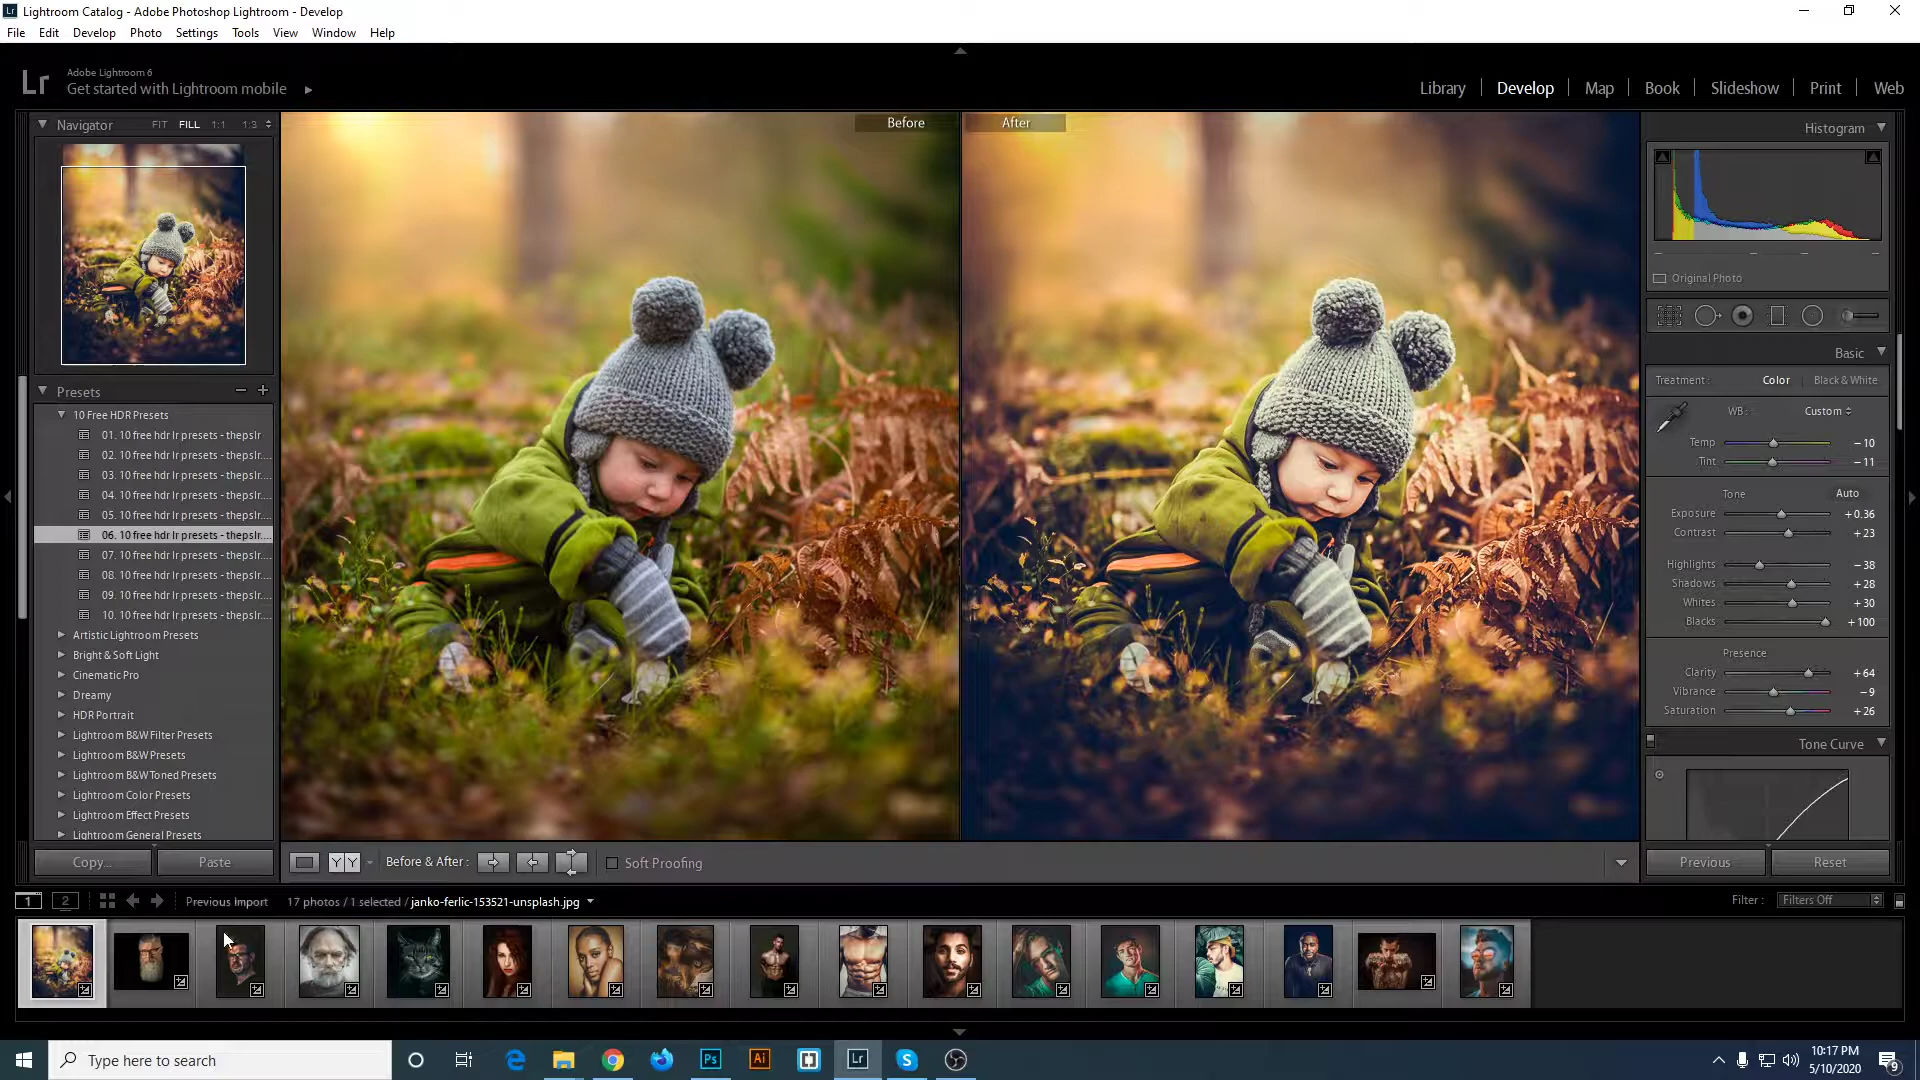 Lightroom Catalog - Adobe Photoshop Lightroom - Develop
File Edit Develop Photo Settings Tools View Window Help
Lr Adobe Lightroom 6
Get started with Lightroom mobile
Library Develop Map Book Slideshow Print Web
Navigator FIT FILL 1:1 1:3
Before After
Histogram
Original Photo
Presets
10 Free HDR Presets
01. 10 free hdr lr presets - thepslr
02. 10 free hdr lr presets - thepslr....
03. 10 free hdr lr presets - thepslr....
04. 10 free hdr lr presets - thepslr....
05. 10 free hdr lr presets - thepslr....
06. 10 free hdr lr presets - thepslr....
07. 10 free hdr lr presets - thepslr....
08. 10 free hdr lr presets - thepslr....
09. 10 free hdr lr presets - thepslr....
10. 10 free hdr lr presets - thepslr....
Artistic Lightroom Presets
Bright & Soft Light
Cinematic Pro
Dreamy
HDR Portrait
Lightroom B&W Filter Presets
Lightroom B&W Presets
Lightroom B&W Toned Presets
Lightroom Color Presets
Lightroom Effect Presets
Lightroom General Presets
Copy... Paste
Basic
Treatment: Color Black & White
WB: Custom
Temp -10
Tint -11
Tone Auto
Exposure +0.36
Contrast +23
Highlights -38
Shadows +28
Whites +30
Blacks +100
Presence
Clarity +64
Vibrance -9
Saturation +26
Tone Curve
Previous Reset
YY Before & After: Soft Proofing
1 2 Previous Import 17 photos / 1 selected / janko-ferlic-153521-unsplash.jpg
Filter: Filters Off
Type here to search
Ps Ai Lr S
10:17 PM
5/10/2020
9